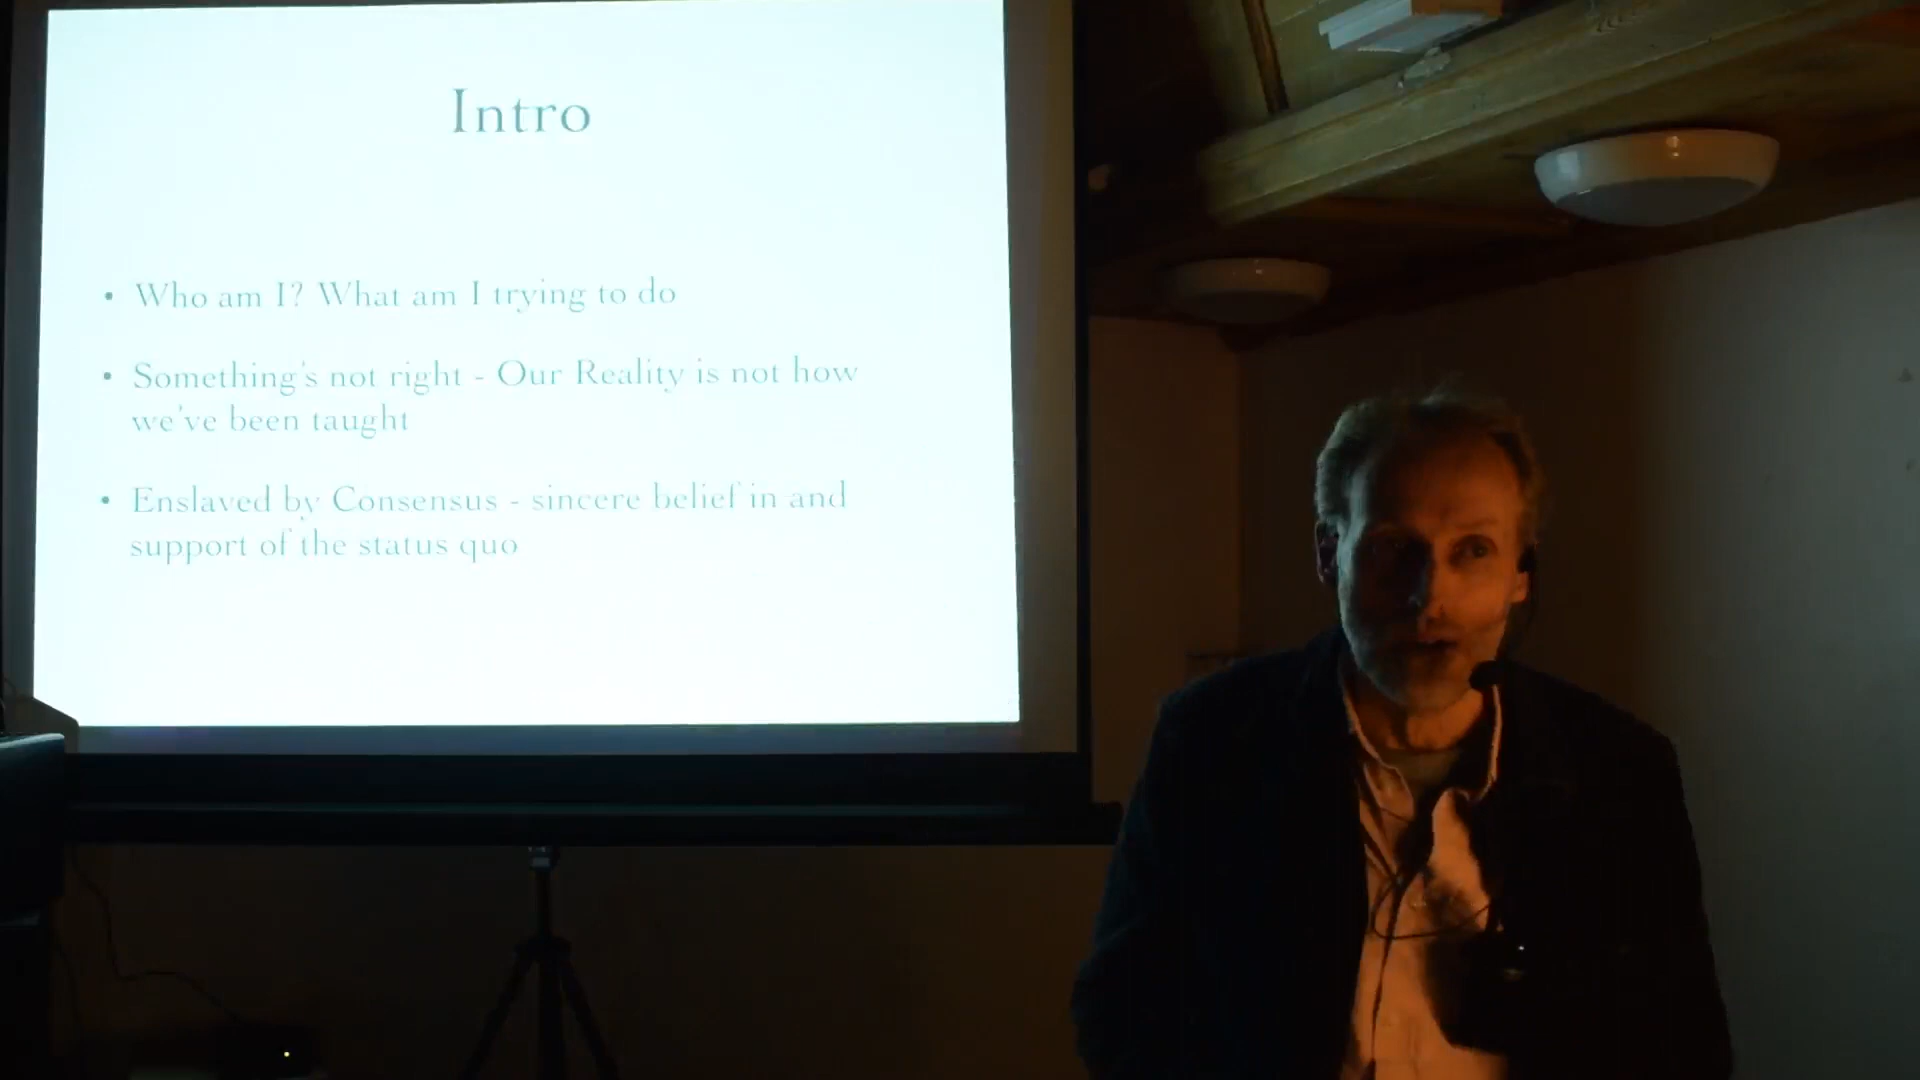 Intro
• Who am I? What am I trying to do
• Something's not right - Our Reality is not how
we've been taught
• Enslaved by Consensus - sincere belief in and
support of the status quo